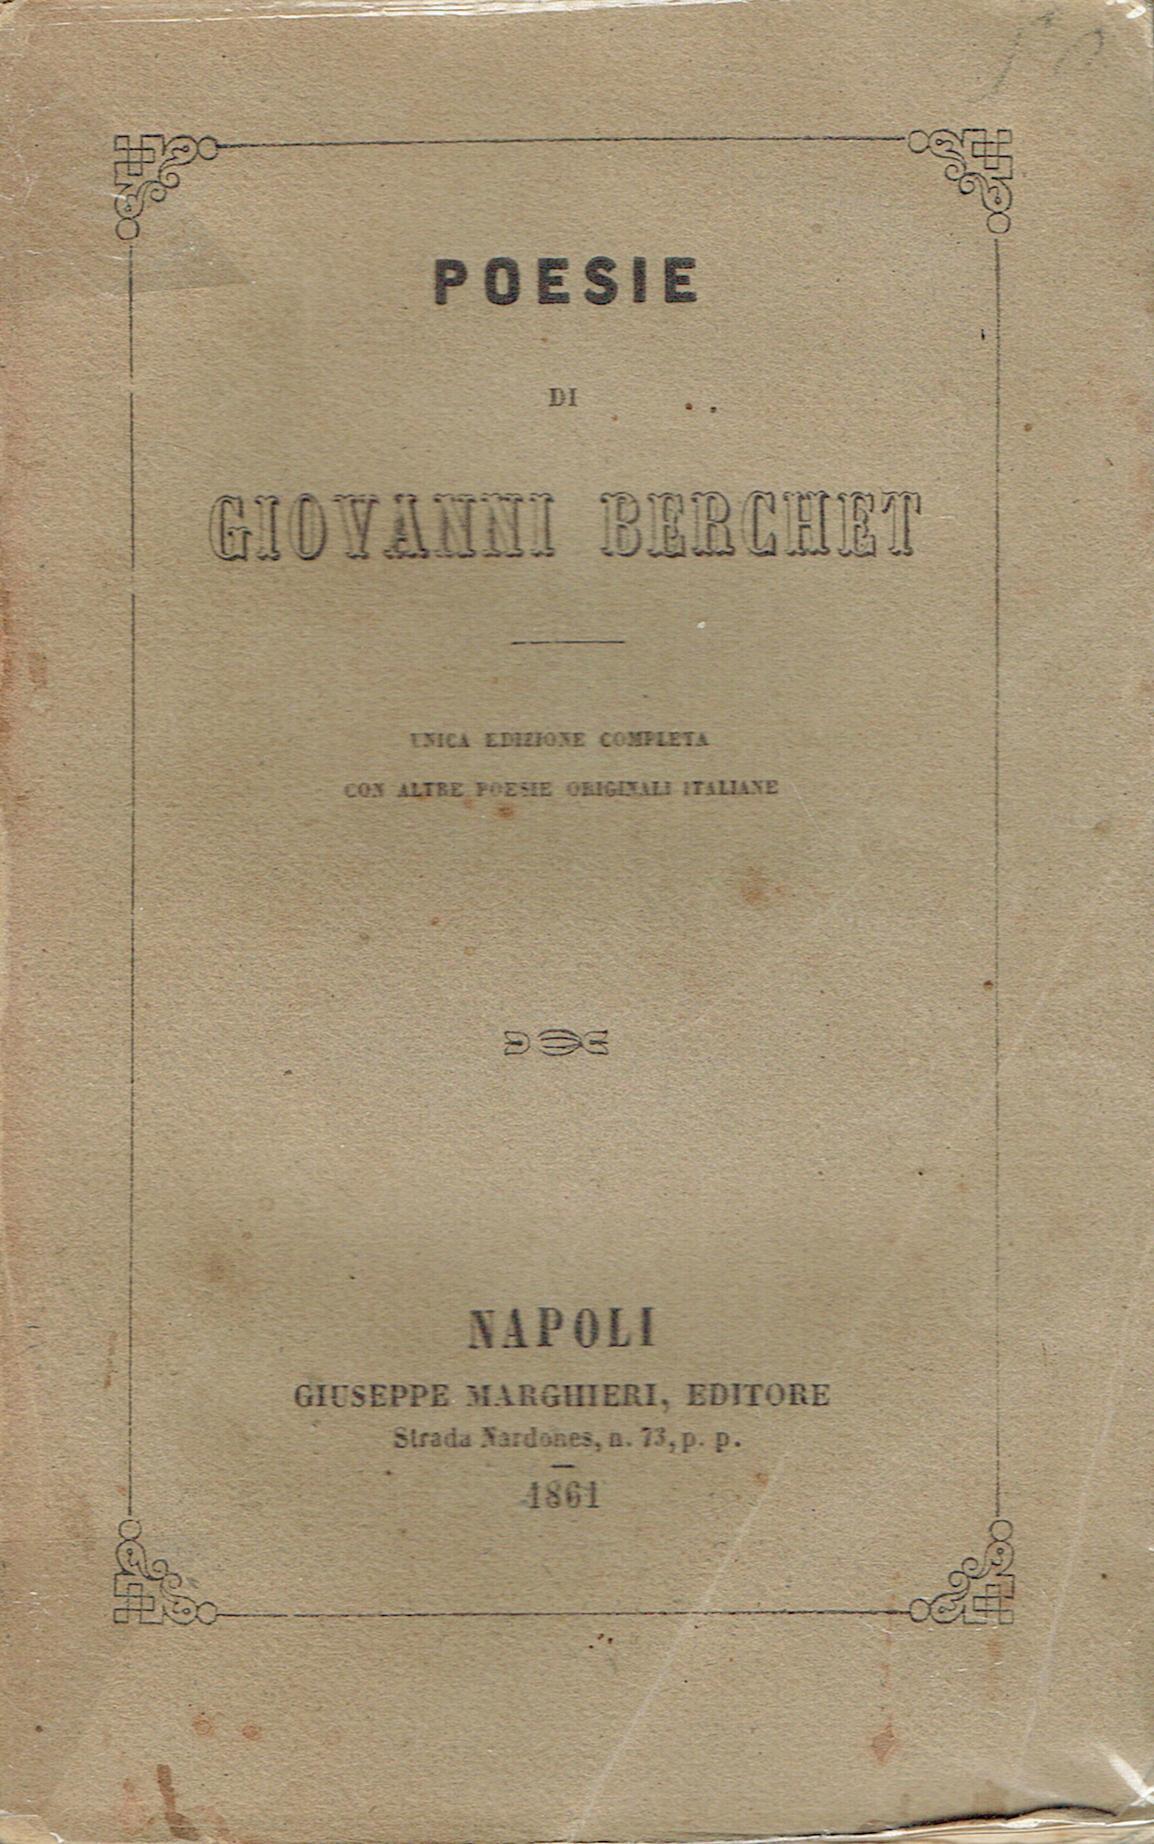 POESIE
DI
GIOVANNI BERCHET
UNICA EDIZIONE COMPLETA
CON ALTRE POESIE ORIGINALI ITALIANE
NAPOLI
GIUSEPPE MARGHIERI, EDITORE
Strada Nardones, n. 73, p. p.
1861